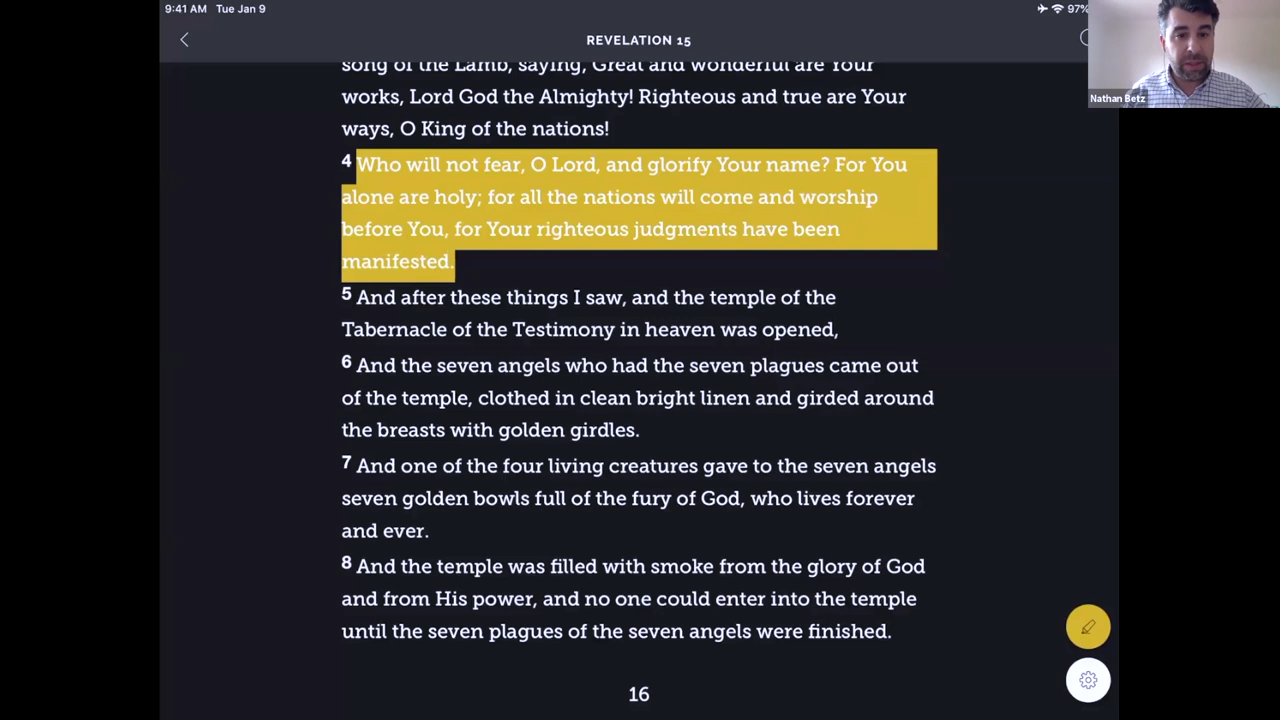 9:41 AM Tue Jan 9
97%
REVELATION 15
song of the Lamb, saying, Great and wonderful are Your
works, Lord God the Almighty! Righteous and true are Your
ways, O King of the nations!
4 Who will not fear, O Lord, and glorify Your name? For You
alone are holy; for all the nations will come and worship
before You, for Your righteous judgments have been
manifested.
5 And after these things I saw, and the temple of the
Tabernacle of the Testimony in heaven was opened,
6 And the seven angels who had the seven plagues came out
of the temple, clothed in clean bright linen and girded around
the breasts with golden girdles.
7 And one of the four living creatures gave to the seven angels
seven golden bowls full of the fury of God, who lives forever
and ever.
8 And the temple was filled with smoke from the glory of God
and from His power, and no one could enter into the temple
until the seven plagues of the seven angels were finished.
16
Nathan Betz